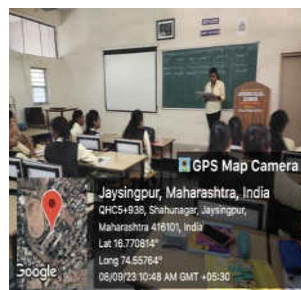 GPS Map Camera
Jaysingpur, Maharashtra, India
QHC5+938, Shahunagar, Jaysingpur,
Maharashtra 416101, India
Lat 16.770814°
Long 74.55764°
08/09/23 10:48 AM GMT +05:30
Google